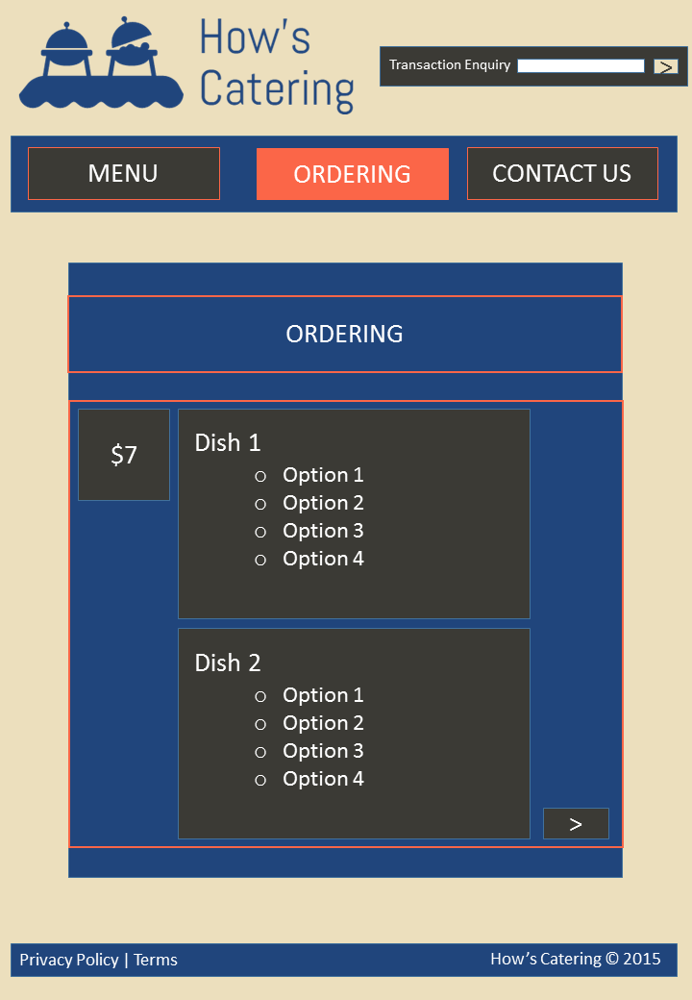 How's
Catering
Transaction Enquiry
>
MENU
ORDERING
CONTACT US
ORDERING
$7
Dish 1
o Option 1
o Option 2
o Option 3
o Option 4
Dish 2
o Option 1
o Option 2
o Option 3
o Option 4
>
Privacy Policy | Terms
How’s Catering © 2015